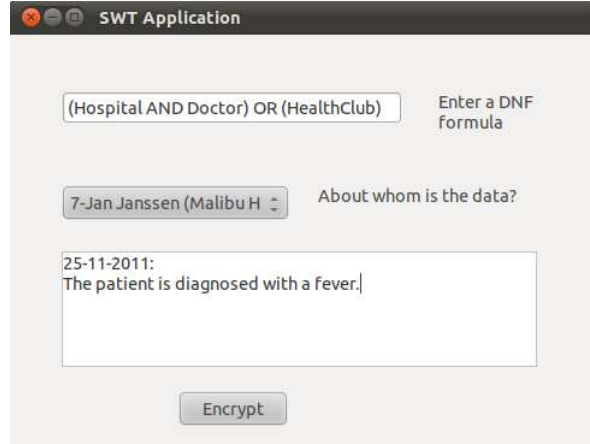 SWT Application
(Hospital AND Doctor) OR (HealthClub)
Enter a DNF
formula
7-Jan Janssen (Malibu H
About whom is the data?
25-11-2011:
The patient is diagnosed with a fever.
Encrypt